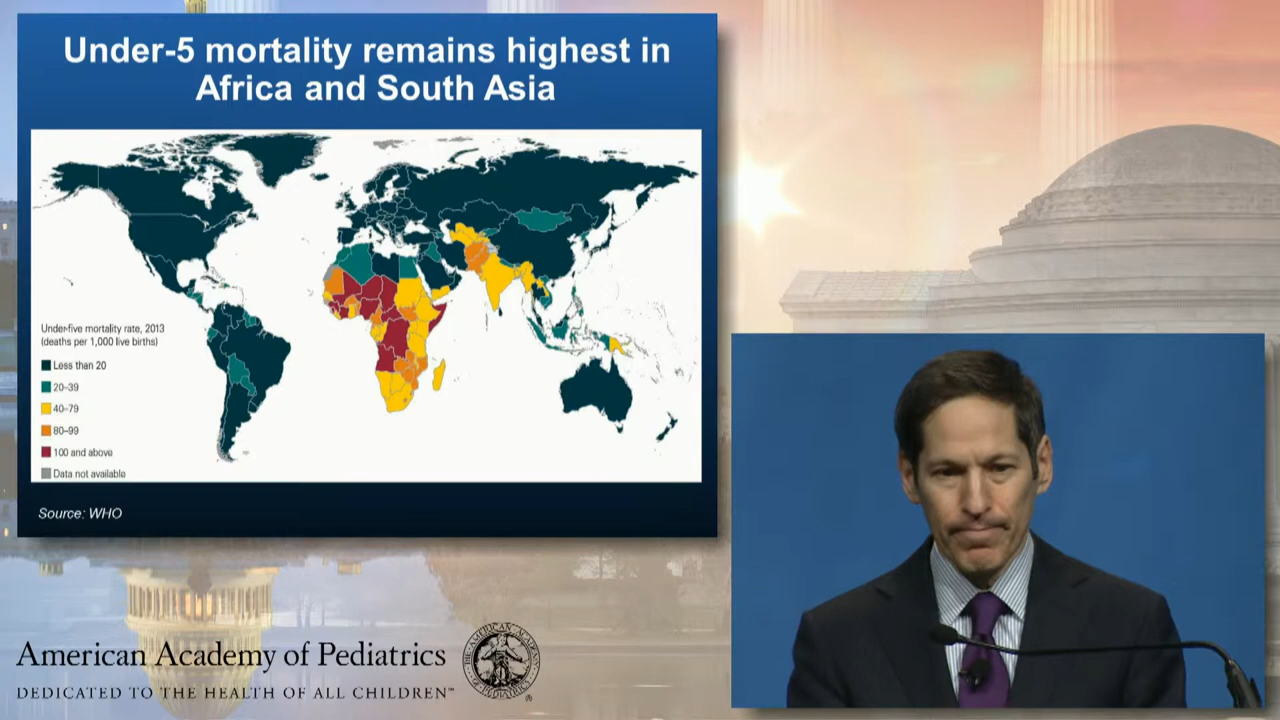 Under-5 mortality remains highest in
Africa and South Asia
Under-five mortality rate, 2013
(deaths per 1,000 live births)
Less than 20
20–39
40–79
80–99
100 and above
Data not available
Source: WHO
American Academy of Pediatrics
DEDICATED TO THE HEALTH OF ALL CHILDREN™